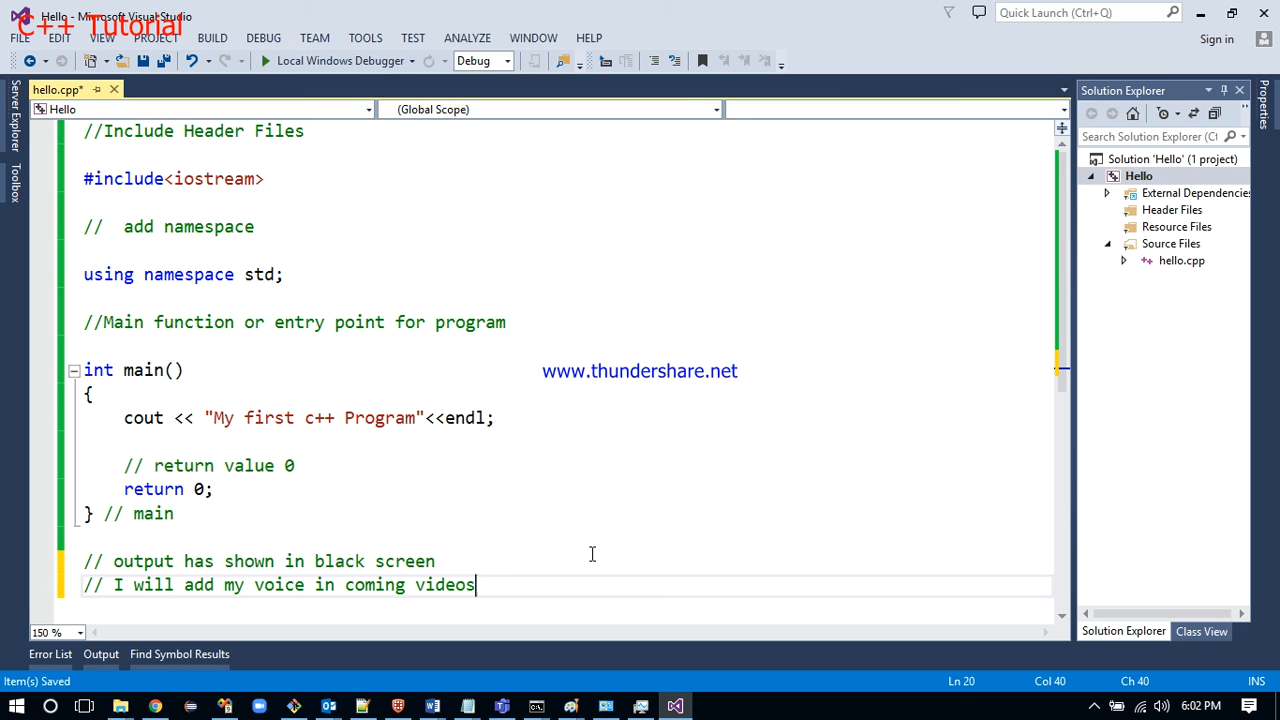 Hello - Microsoft Visual Studio
C++ Tutorial
Quick Launch (Ctrl+Q)
FILE EDIT VIEW PROJECT BUILD DEBUG TEAM TOOLS TEST ANALYZE WINDOW HELP
Sign in
Local Windows Debugger
Debug
hello.cpp*
Hello
(Global Scope)
Server Explorer
Toolbox
//Include Header Files
#include<iostream>
// add namespace
using namespace std;
//Main function or entry point for program
int main()
www.thundershare.net
{
cout << "My first c++ Program"<<endl;
// return value 0
return 0;
} // main
// output has shown in black screen
// I will add my voice in coming videos
150 %
Solution Explorer
Search Solution Explorer (Ct
Solution 'Hello' (1 project)
Hello
External Dependencies
Header Files
Resource Files
Source Files
hello.cpp
Solution Explorer Class View
Properties
Error List Output Find Symbol Results
Item(s) Saved
Ln 20 Col 40 Ch 40 INS
6:02 PM